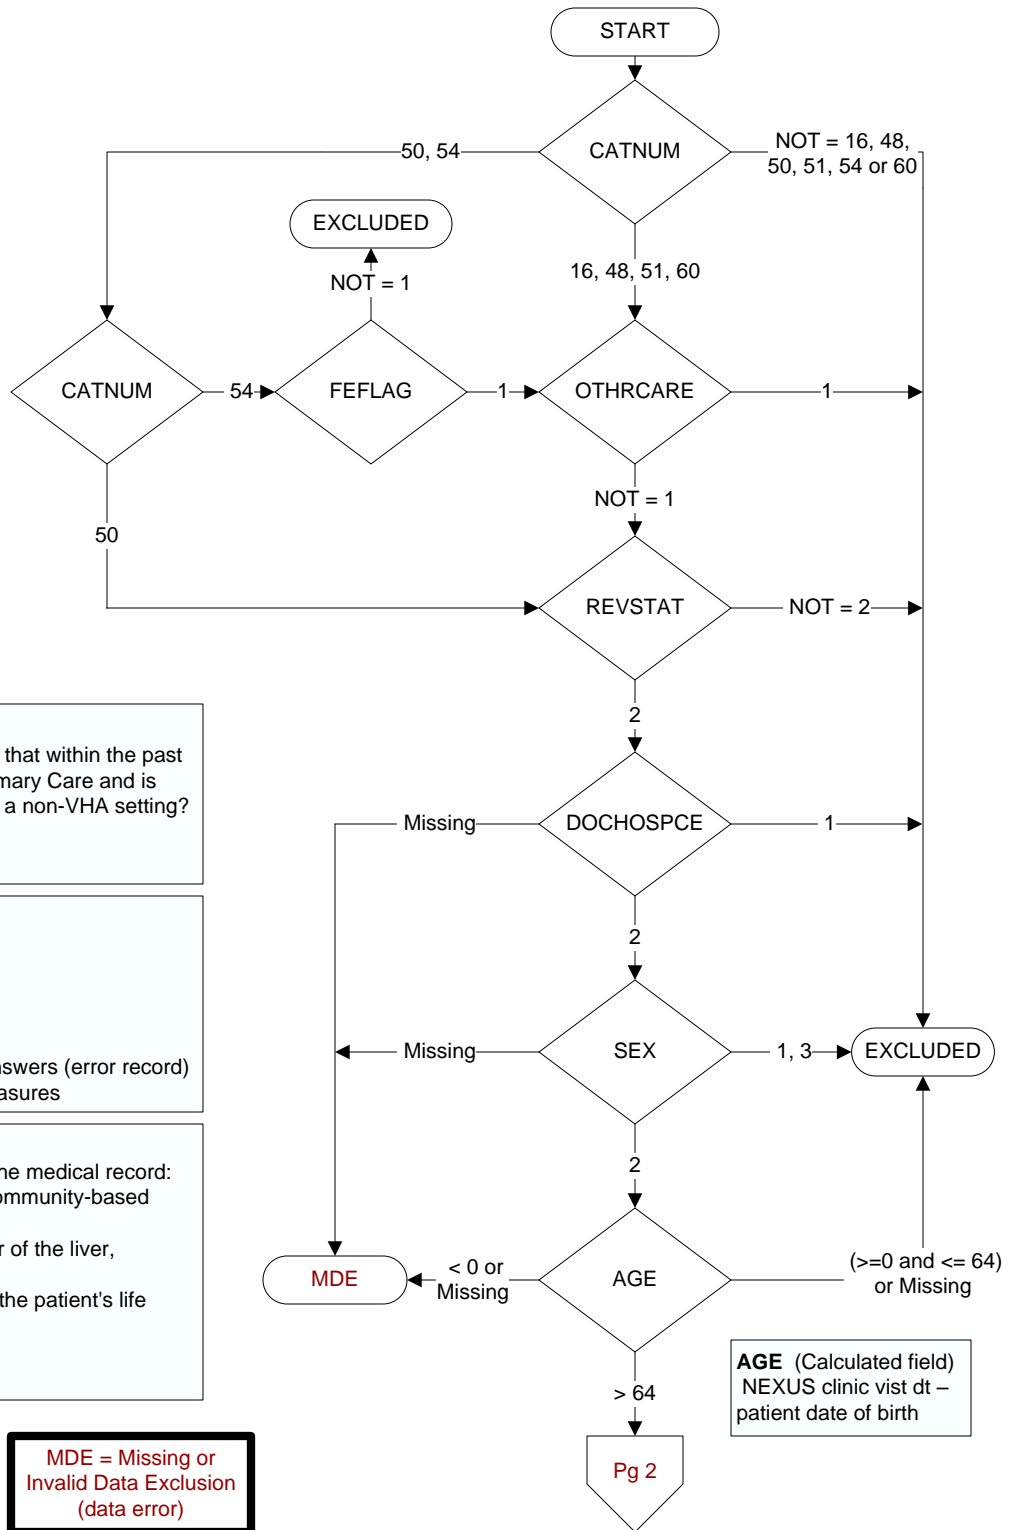 START
CATNUM
50, 54
NOT = 16, 48,
50, 51, 54 or 60
EXCLUDED
NOT = 1
16, 48, 51, 60
CATNUM
54
FEFLAG
1
OTHRCARE
1
NOT = 1
50
REVSTAT
NOT = 2
2
that within the past
mary Care and is
a non-VHA setting?
Missing
DOCHOSPCE
1
2
nswers (error record)
asures
Missing
SEX
1, 3
EXCLUDED
2
he medical record:
ommunity-based
r of the liver,
the patient's life
MDE
< 0 or
Missing
AGE
(>=0 and <= 64)
or Missing
> 64
AGE (Calculated field)
NEXUS clinic vist dt –
patient date of birth
MDE = Missing or
Invalid Data Exclusion
(data error)
Pg 2